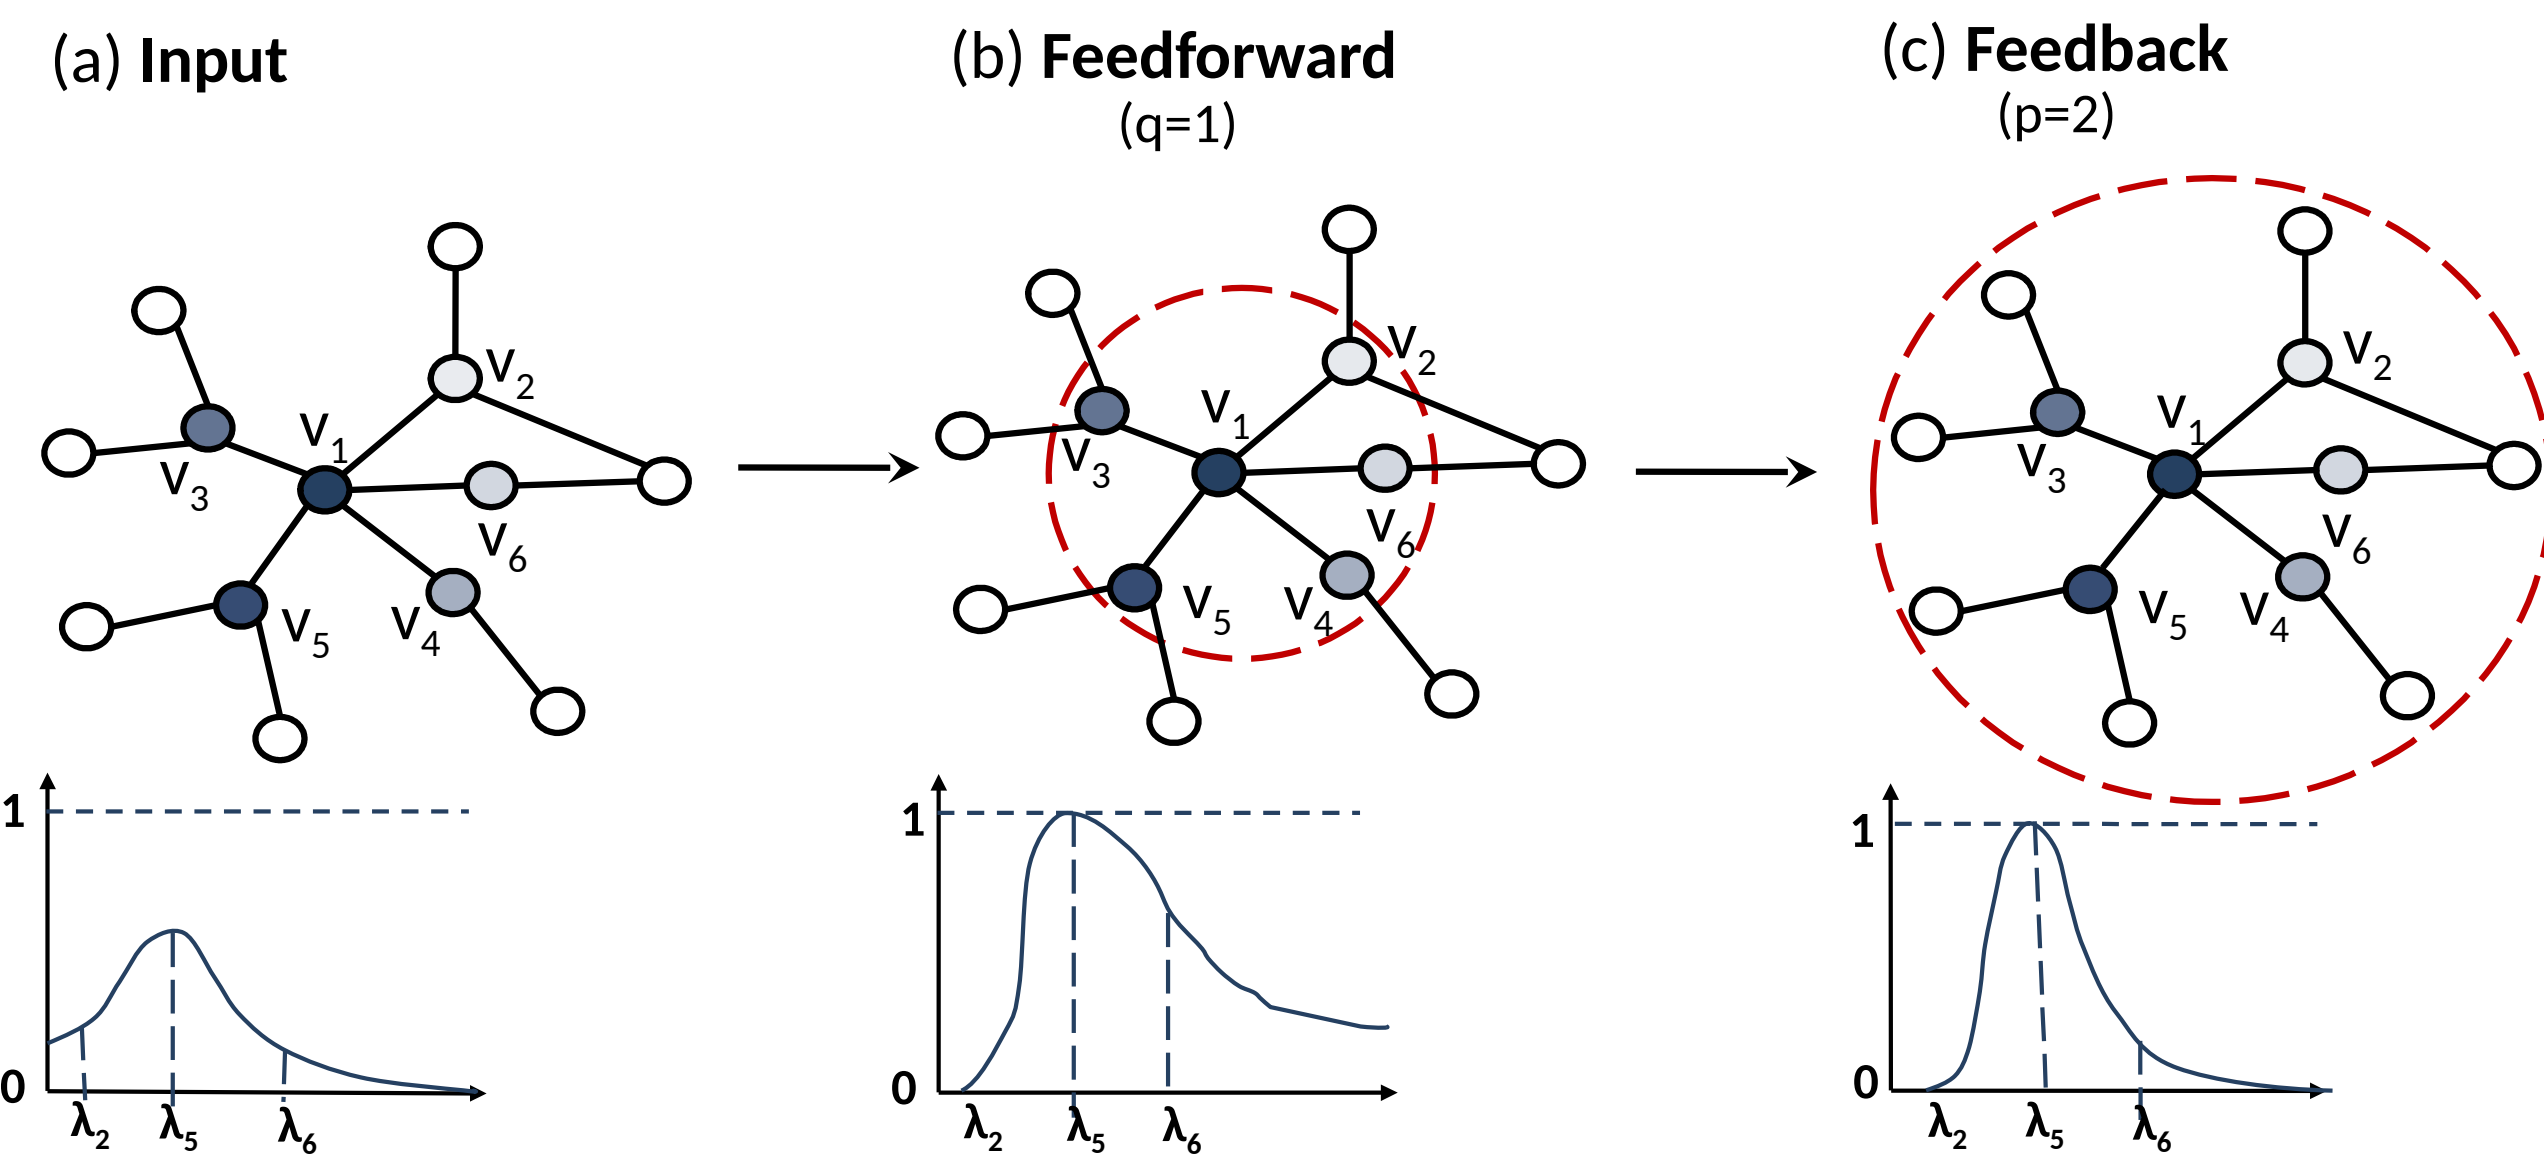 (a) Input
(b) Feedforward
(q=1)
(c) Feedback
(p=2)
v1
v2
v3
v4
v5
v6
v1
v2
v3
v4
v5
v6
v1
v2
v3
v4
v5
v6
1
0
λ2 λ5 λ6
1
0
λ2 λ5 λ6
1
0
λ2 λ5 λ6